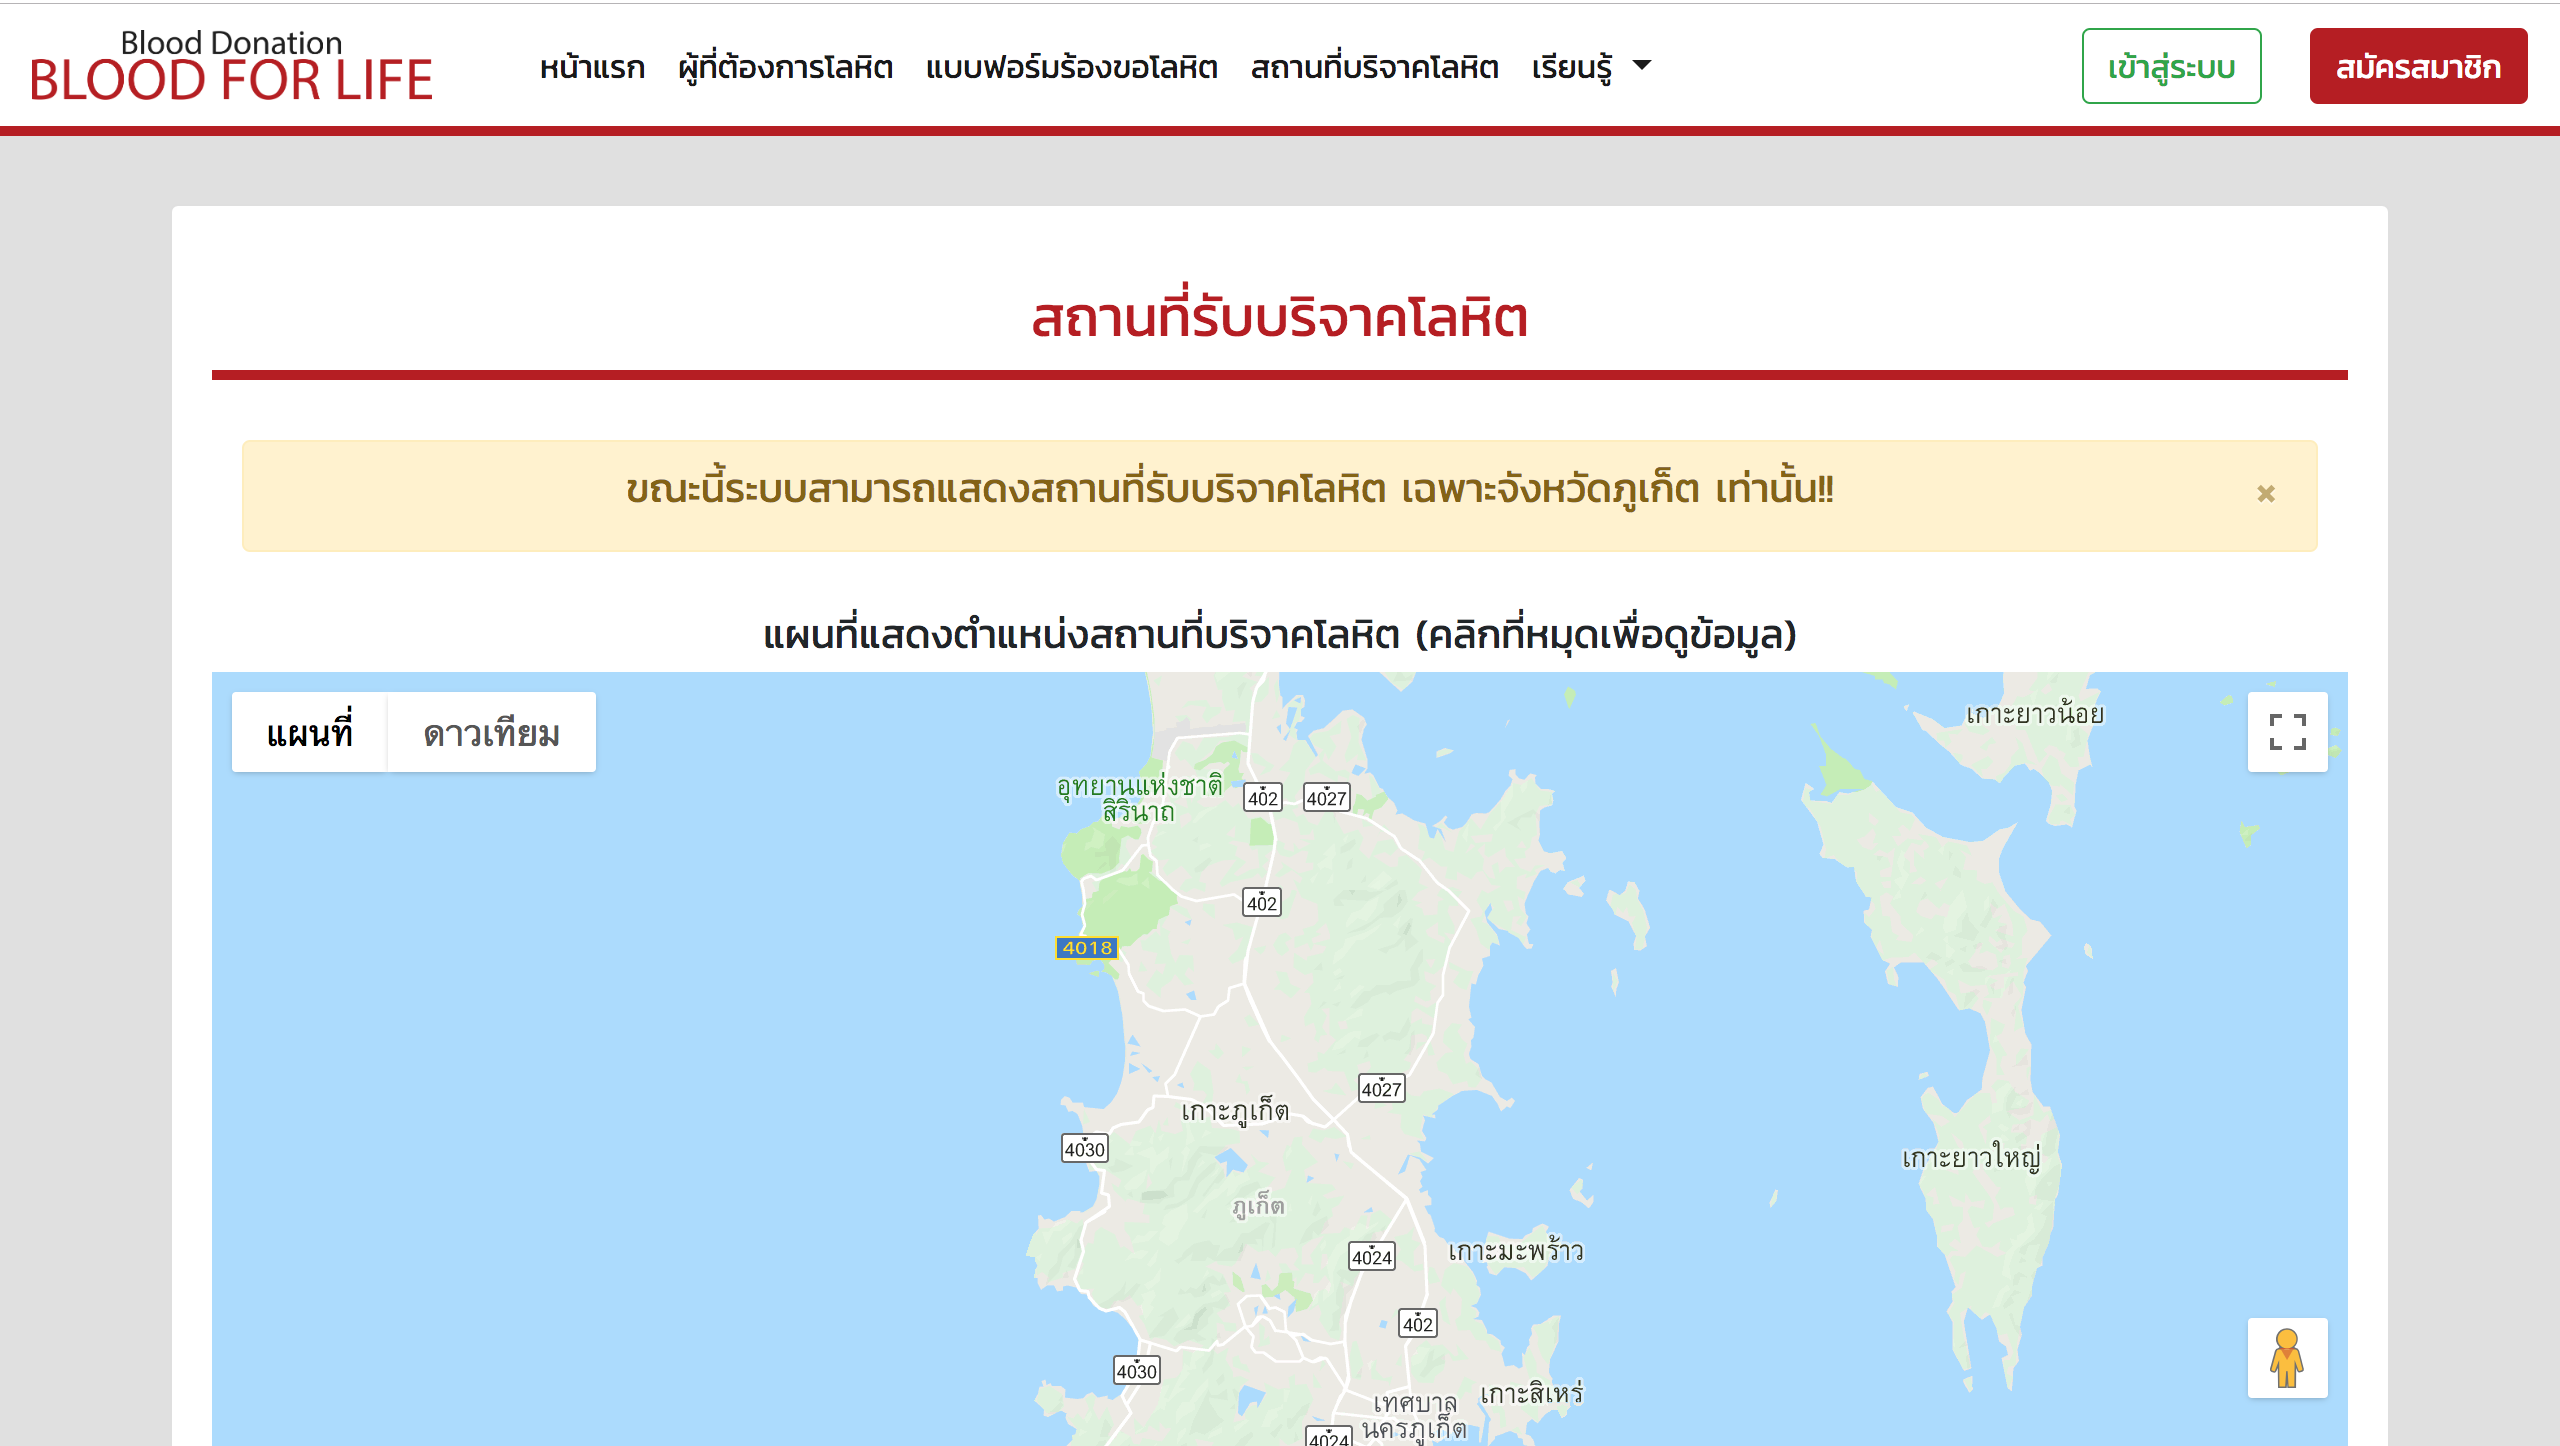 Blood Donation
BLOOD FOR LIFE
หน้าแรก ผู้ที่ต้องการโลหิต แบบฟอร์มร้องขอโลหิต สถานที่บริจาคโลหิต เรียนรู้
เข้าสู่ระบบ
สมัครสมาชิก
สถานที่รับบริจาคโลหิต
ขณะนี้ระบบสามารถแสดงสถานที่รับบริจาคโลหิต เฉพาะจังหวัดภูเก็ต เท่านั้น!!
×
แผนที่แสดงตำแหน่งสถานที่บริจาคโลหิต (คลิกที่หมุดเพื่อดูข้อมูล)
แผนที่ ดาวเทียม
เกาะยาวน้อย
อุทยานแห่งชาติ
สิรินาถ
402
4027
402
4018
4027
เกาะภูเก็ต
4030
เกาะยาวใหญ่
ภูเก็ต
4024
เกาะมะพร้าว
402
4030
เกาะสิเหร่
เทศบาล
นครภูเก็ต
4024